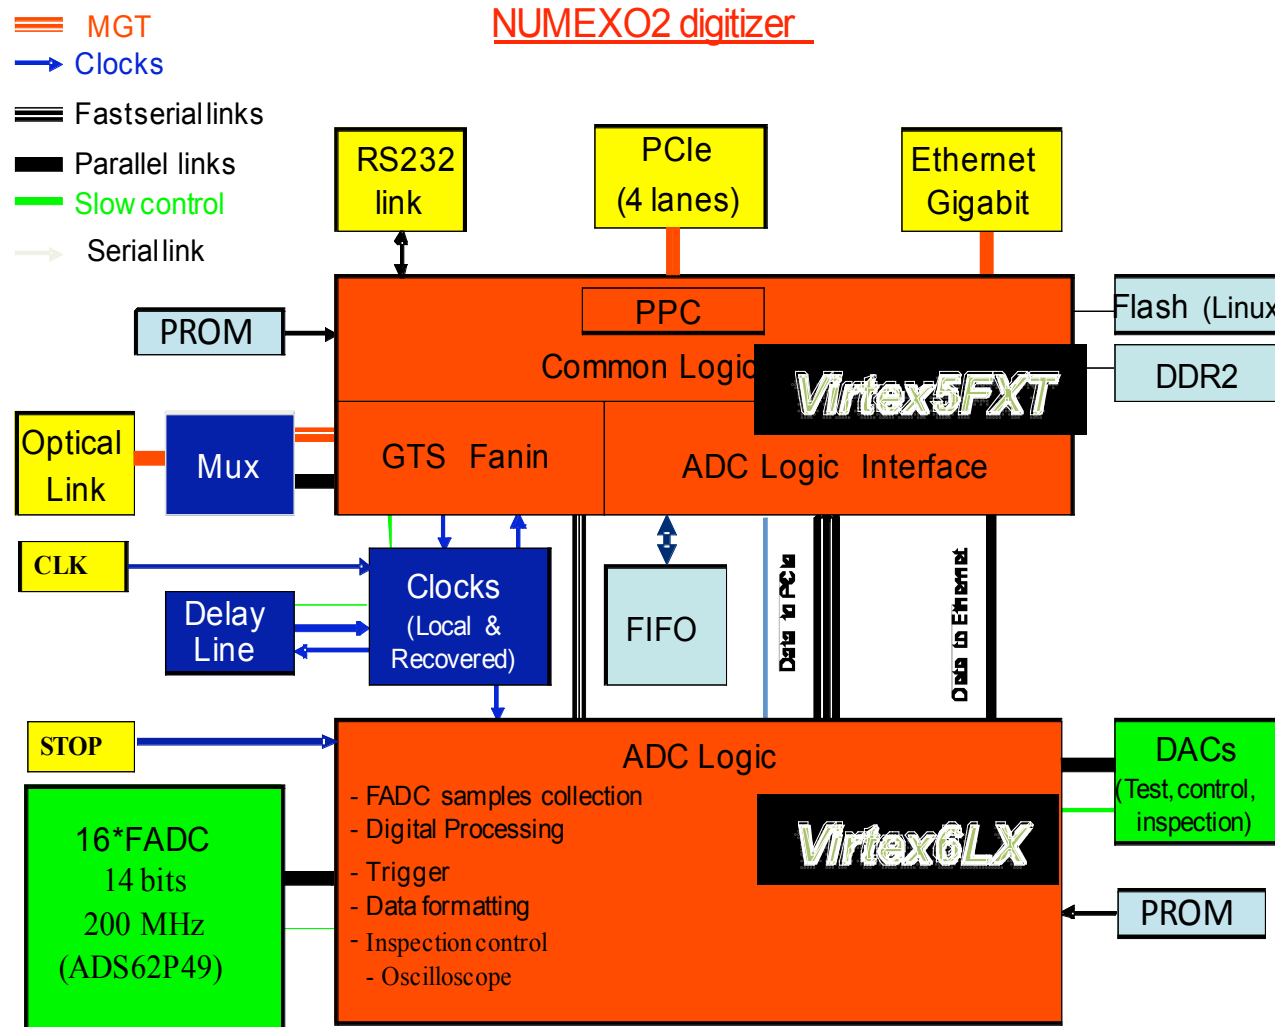 NUMEXO2 digitizer
MGT
Clocks
Fast serial links
Parallel links
Slow control
Serial link
RS232
link
PCIe
(4 lanes)
Ethernet
Gigabit
PROM
PPC
Common Logic
Virtex5FXT
Flash (Linux
DDR2
Optical
Link
Mux
GTS Fanin
ADC Logic Interface
CLK
Delay
Line
Clocks
(Local &
Recovered)
FIFO
Data to PCIe
Data to Ethernet
STOP
ADC Logic
- FADC samples collection
- Digital Processing
- Trigger
- Data formatting
- Inspection control
- Oscilloscope
Virtex6LX
DACs
(Test, control,
inspection)
PROM
16*FADC
14 bits
200 MHz
(ADS62P49)